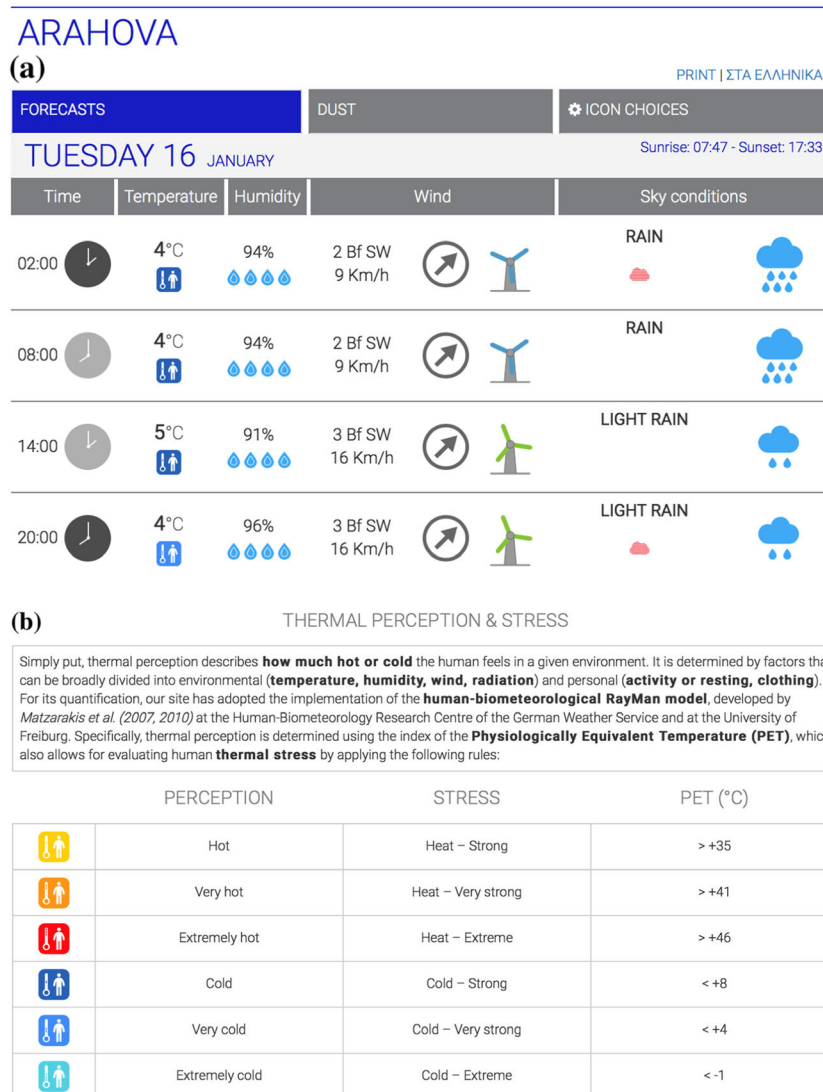 ARAHOVA
(a)
PRINT | ΣΤΑ ΕΛΛΗΝΙΚΑ
FORECASTS DUST ICON CHOICES
TUESDAY 16 JANUARY Sunrise: 07:47 - Sunset: 17:33
Time Temperature Humidity Wind Sky conditions
02:00 4°C 94% 2 Bf SW 9 Km/h RAIN
08:00 4°C 94% 2 Bf SW 9 Km/h RAIN
14:00 5°C 91% 3 Bf SW 16 Km/h LIGHT RAIN
20:00 4°C 96% 3 Bf SW 16 Km/h LIGHT RAIN
(b) THERMAL PERCEPTION & STRESS
Simply put, thermal perception describes how much hot or cold the human feels in a given environment. It is determined by factors tha
can be broadly divided into environmental (temperature, humidity, wind, radiation) and personal (activity or resting, clothing).
For its quantification, our site has adopted the implementation of the human-biometeorological RayMan model, developed by
Matzarakis et al. (2007, 2010) at the Human-Biometeorology Research Centre of the German Weather Service and at the University of
Freiburg. Specifically, thermal perception is determined using the index of the Physiologically Equivalent Temperature (PET), whic
also allows for evaluating human thermal stress by applying the following rules:
PERCEPTION STRESS PET (°C)
Hot Heat – Strong > +35
Very hot Heat – Very strong > +41
Extremely hot Heat – Extreme > +46
Cold Cold – Strong < +8
Very cold Cold – Very strong < +4
Extremely cold Cold – Extreme < -1